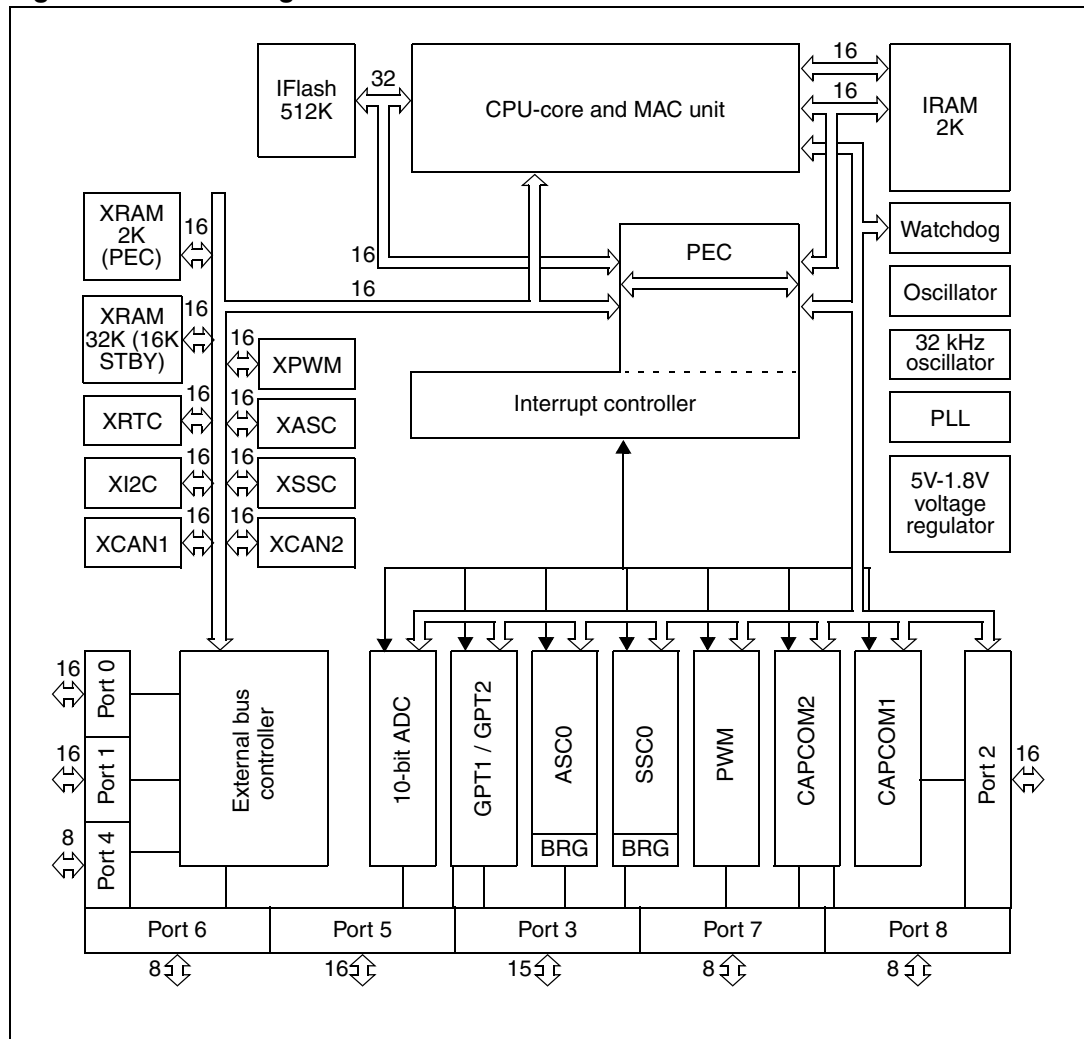 16
32
IFlash
512K
CPU-core and MAC unit
16
IRAM
2K
XRAM
2K
(PEC)
16
16
PEC
Watchdog
16
Oscillator
XRAM
32K (16K
STBY)
16
16
XPWM
32 kHz
oscillator
Interrupt controller
XRTC
16
16
XASC
PLL
XI2C
16
16
XSSC
5V-1.8V
voltage
regulator
XCAN1
16
16
XCAN2
16
Port 0
16
Port 1
8
Port 4
External bus
controller
10-bit ADC
GPT1 / GPT2
ASC0
BRG
SSC0
BRG
PWM
CAPCOM2
CAPCOM1
Port 2
16
Port 6
Port 5
Port 3
Port 7
Port 8
8
16
15
8
8